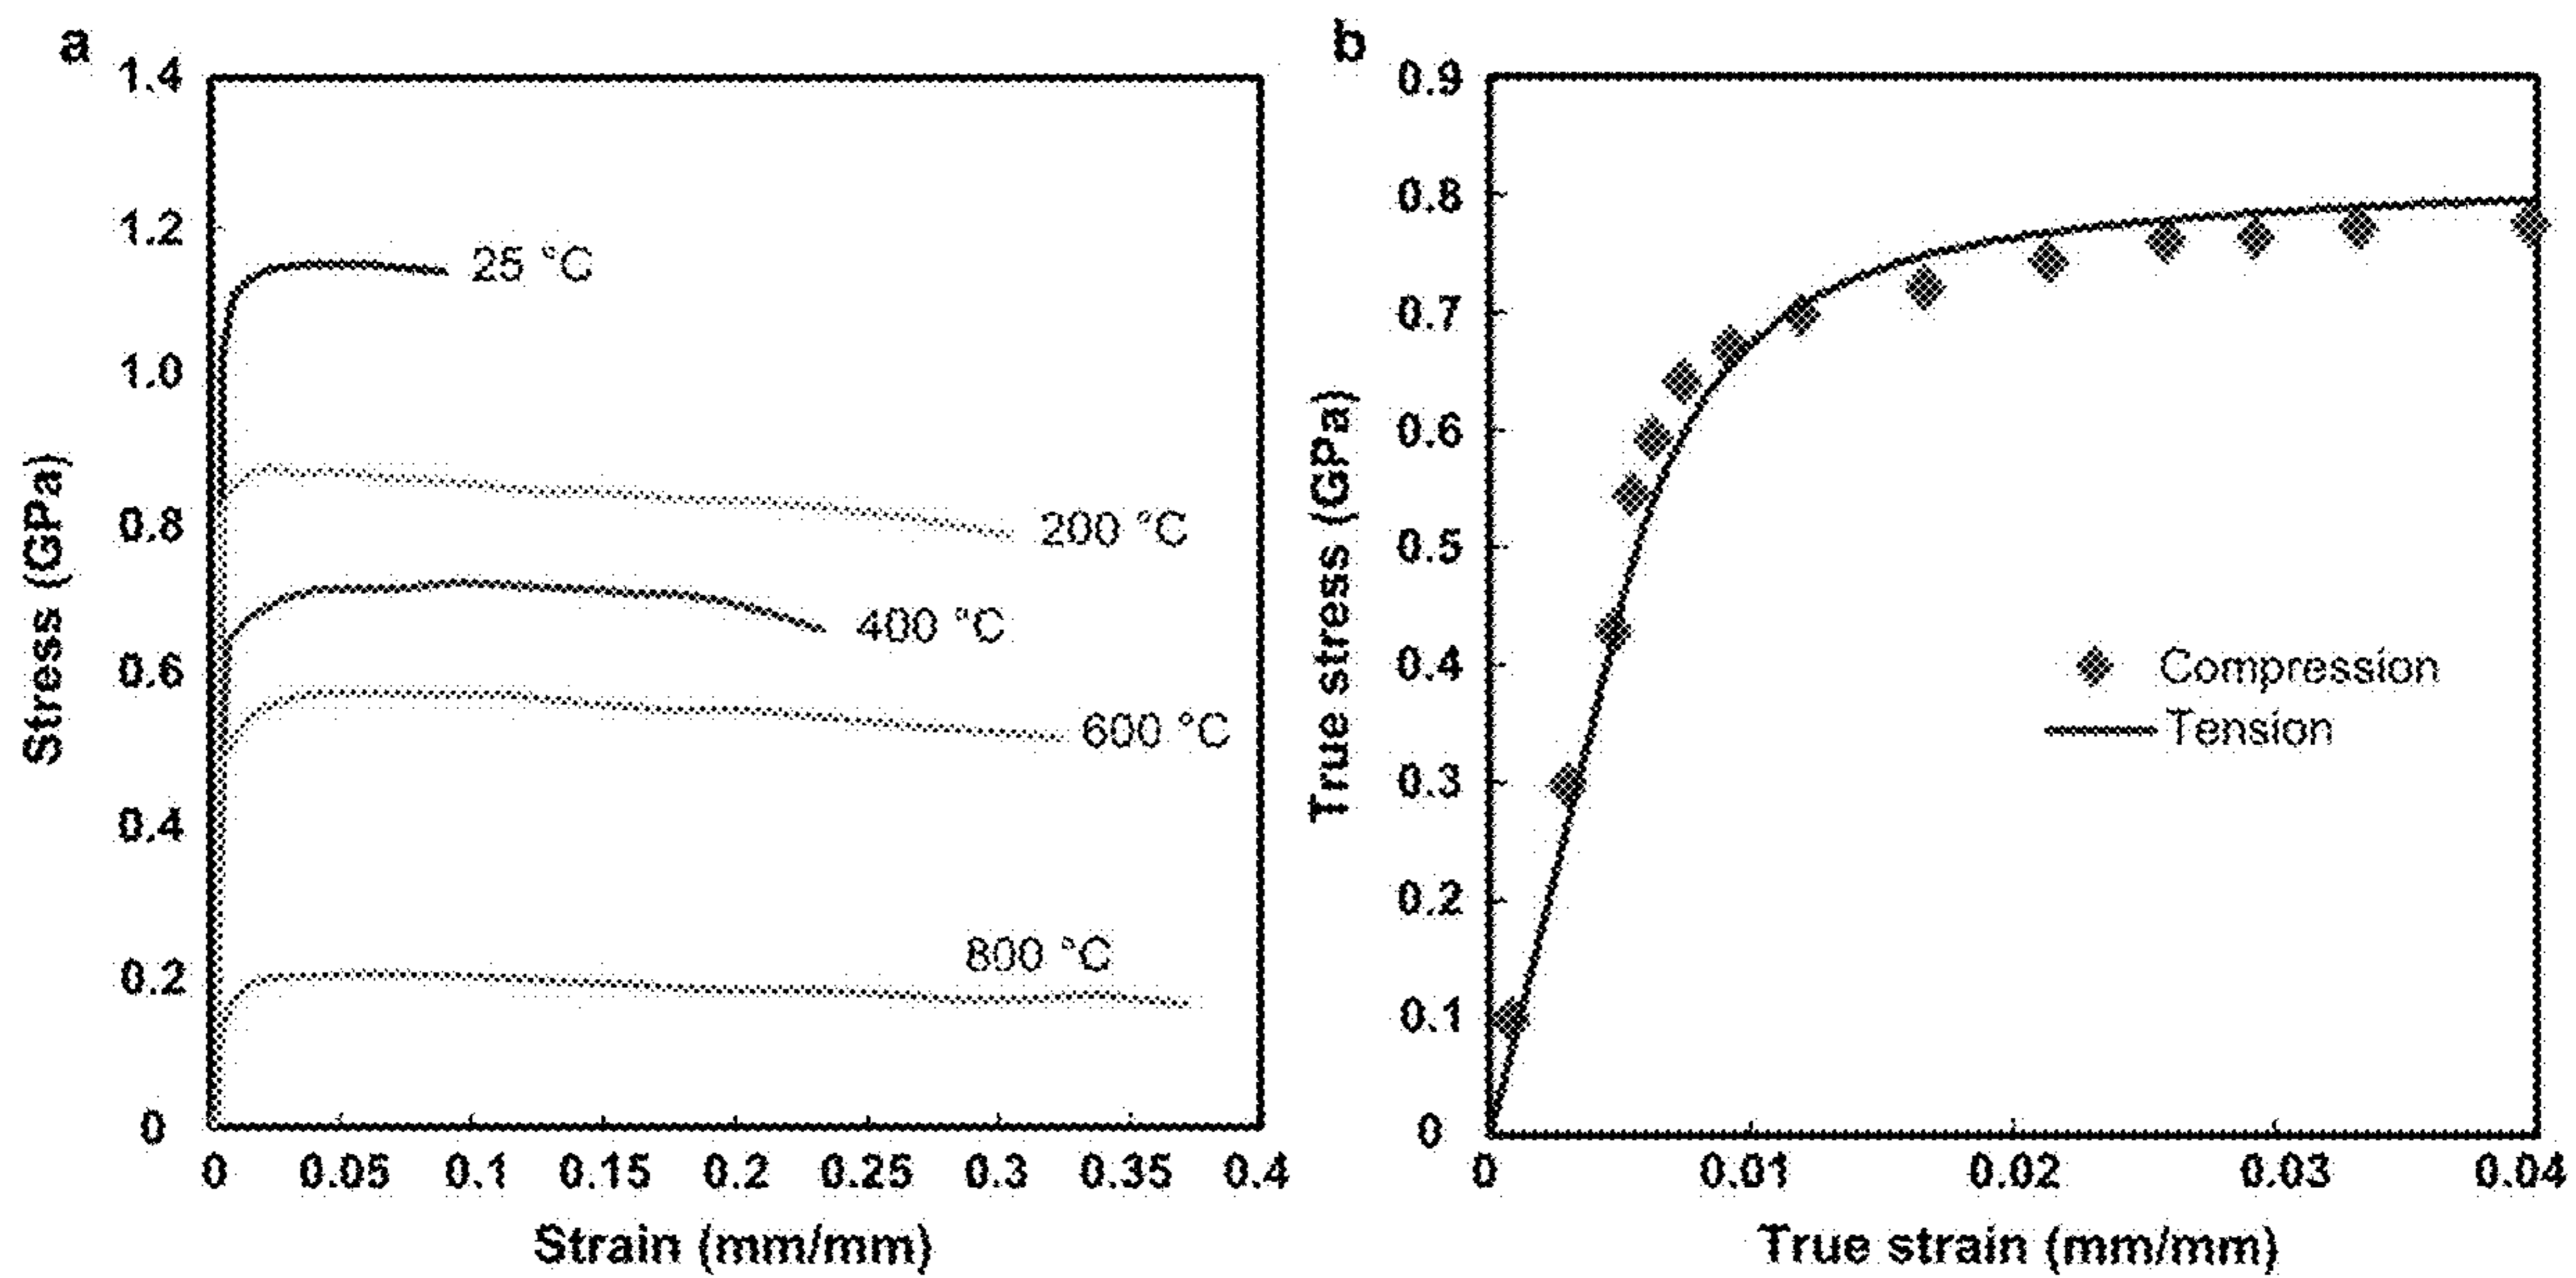 a
1.4
1.2
1.0
0.8
0.6
0.4
0.2
0
Stress (GPa)
25 °C
200 °C
400 °C
600 °C
800 °C
0 0.05 0.1 0.15 0.2 0.25 0.3 0.35 0.4
Strain (mm/mm)
b
0.9
0.8
0.7
0.6
0.5
0.4
0.3
0.2
0.1
0
True stress (GPa)
Compression
Tension
0 0.01 0.02 0.03 0.04
True strain (mm/mm)